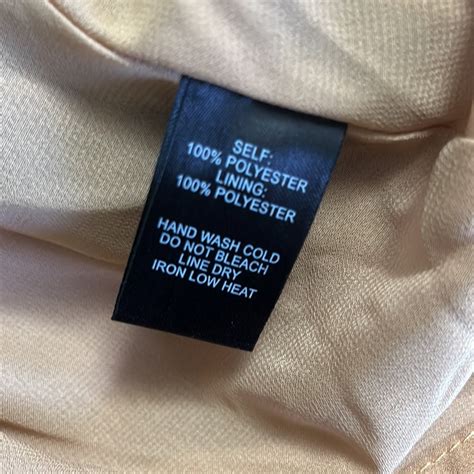 SELF:
100% POLYESTER
LINING:
100% POLYESTER
HAND WASH COLD
DO NOT BLEACH
LINE DRY
IRON LOW HEAT